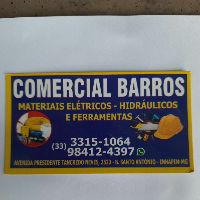 COMERCIAL BARROS
MATERIAIS ELÉTRICOS - HIDRÁULICOS
E FERRAMENTAS
(33) 3315-1064
98412-4397
AVENIDA PRESIDENTE TANCREDO NEVES, 2520 - B. SANTO ANTÔNIO - INHAPIM-MG